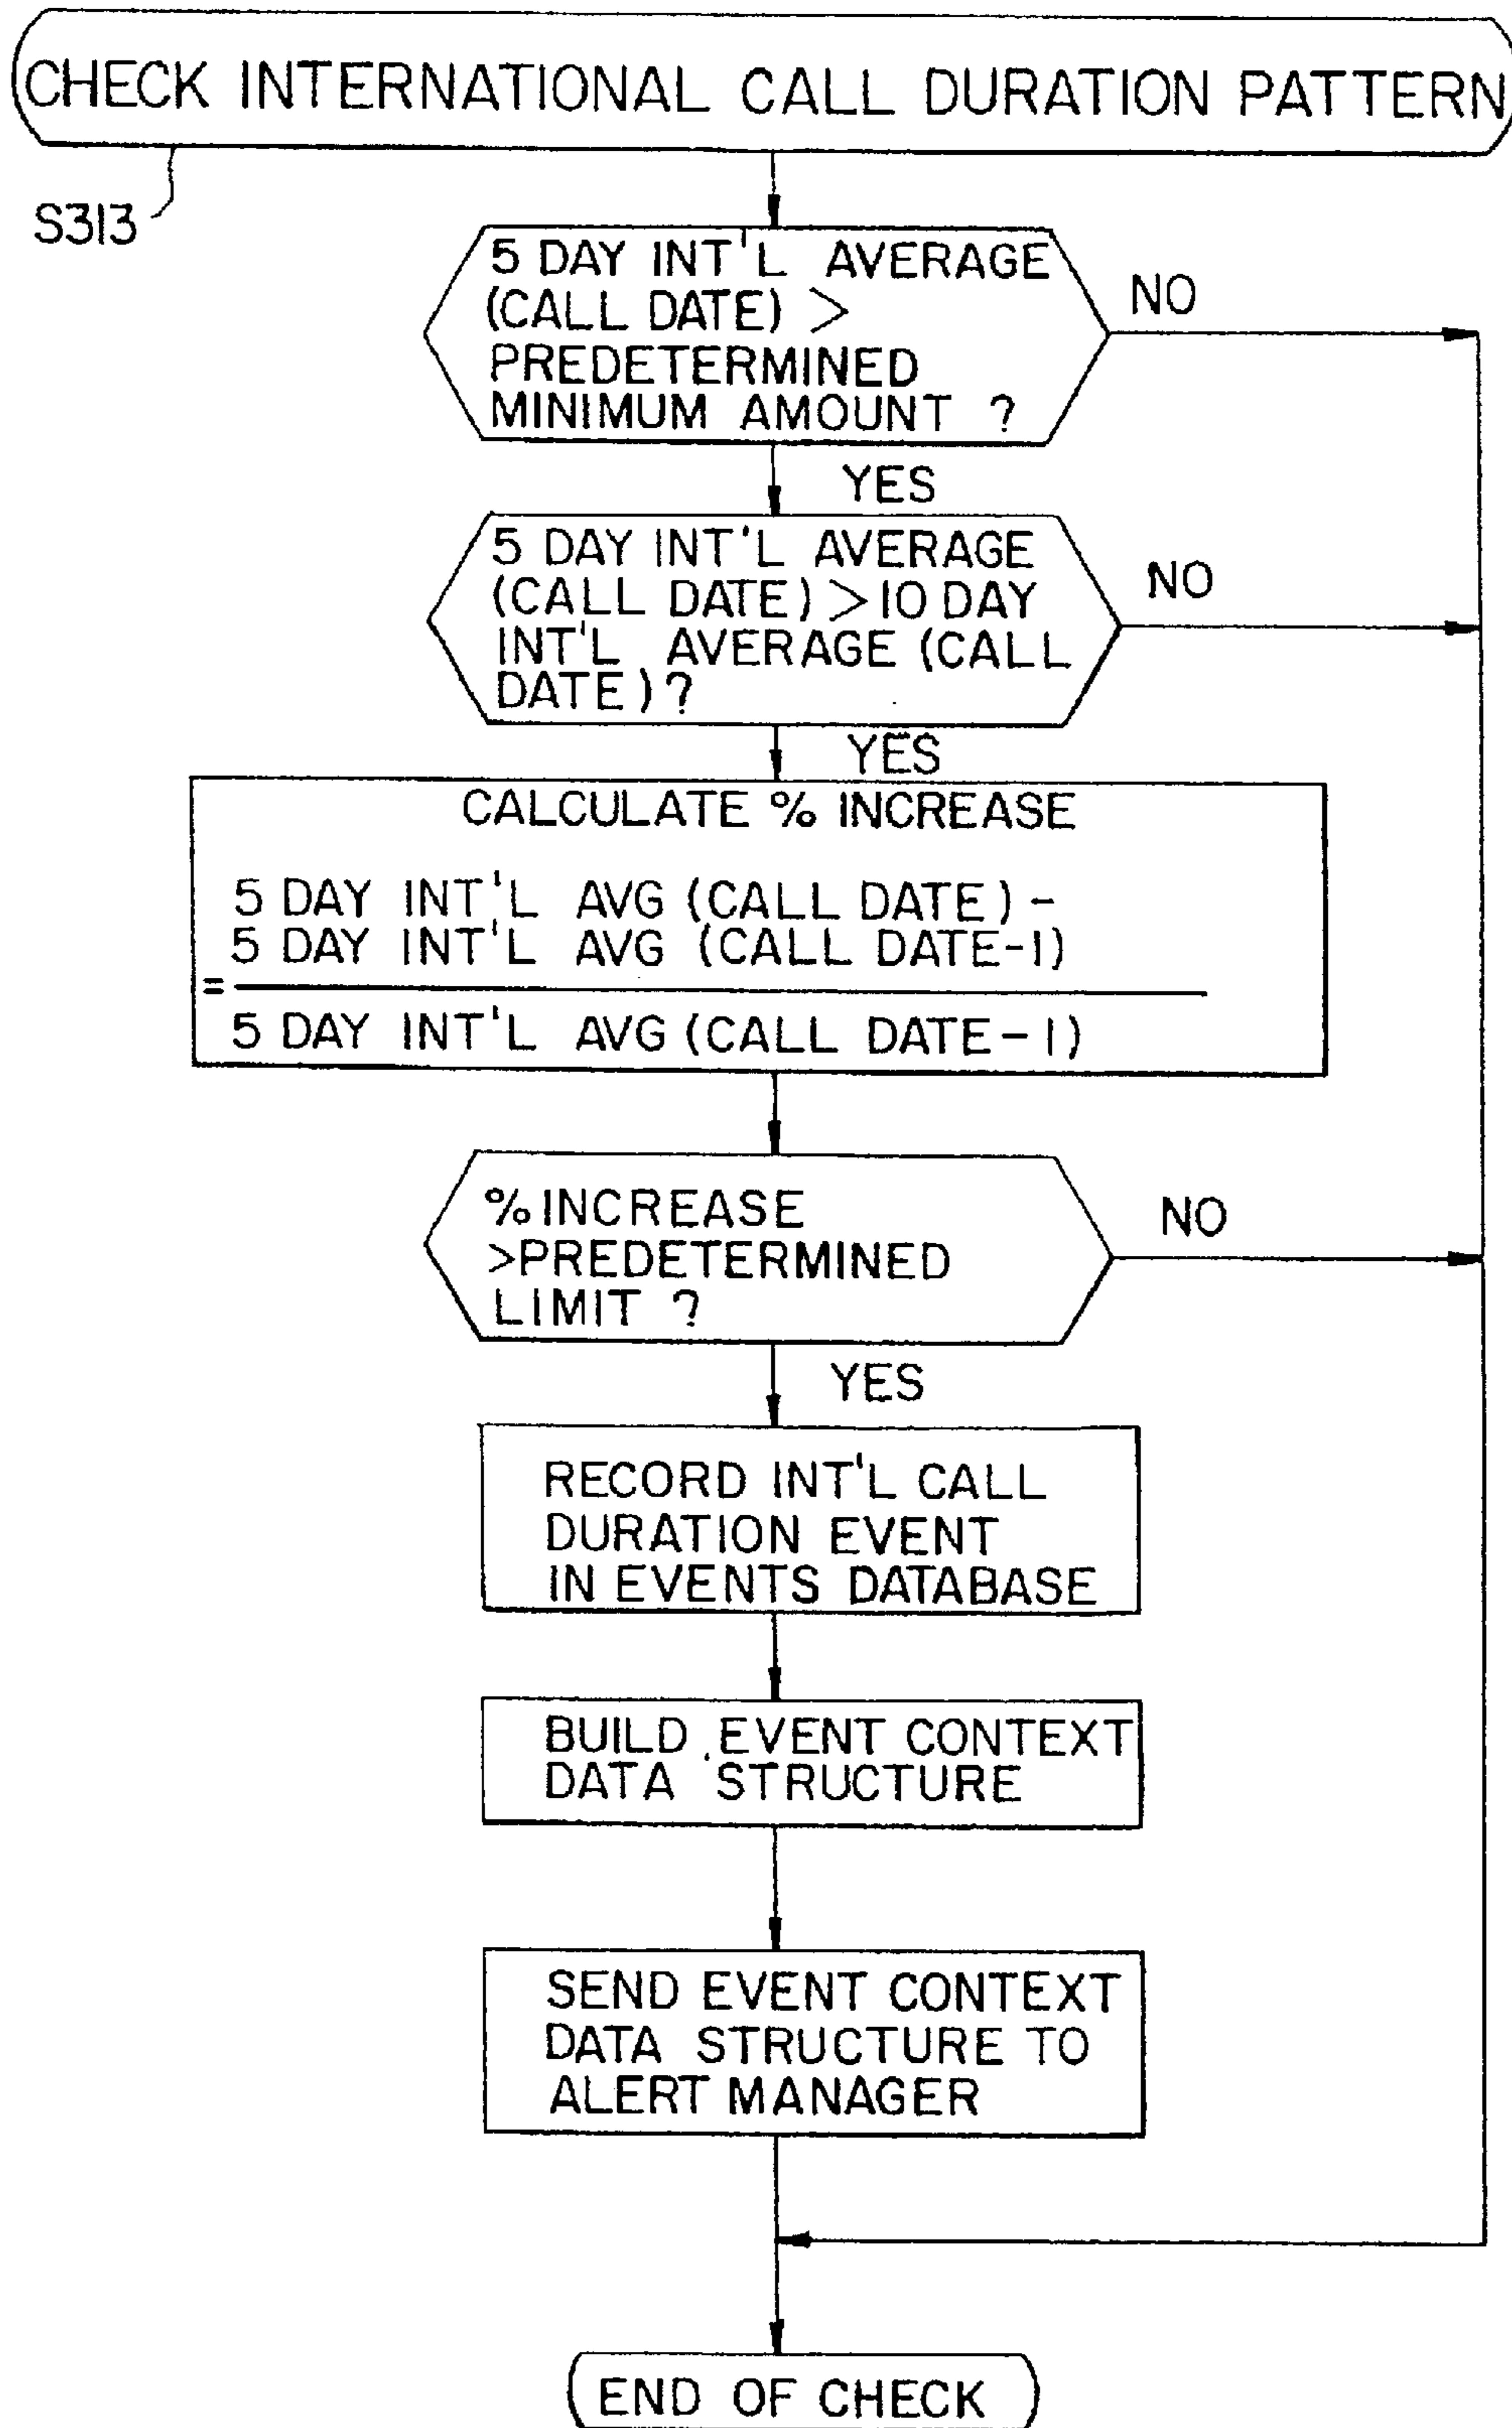 CHECK INTERNATIONAL CALL DURATION PATTERN
S313
5 DAY INT'L AVERAGE
(CALL DATE) >
PREDETERMINED
MINIMUM AMOUNT ?
NO
YES
5 DAY INT'L AVERAGE
(CALL DATE) > 10 DAY
INT'L AVERAGE (CALL
DATE) ?
NO
YES
CALCULATE % INCREASE
5 DAY INT'L AVG (CALL DATE) -
5 DAY INT'L AVG (CALL DATE-1)
=
5 DAY INT'L AVG (CALL DATE-1)
% INCREASE
>PREDETERMINED
LIMIT ?
NO
YES
RECORD INT'L CALL
DURATION EVENT
IN EVENTS DATABASE
BUILD EVENT CONTEXT
DATA STRUCTURE
SEND EVENT CONTEXT
DATA STRUCTURE TO
ALERT MANAGER
END OF CHECK